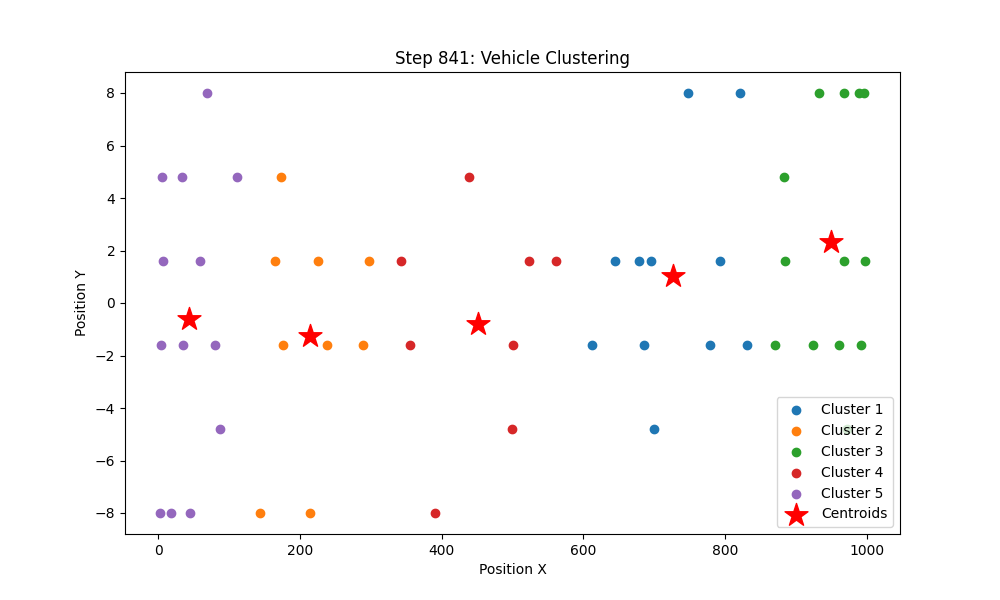 Step 841: Vehicle Clustering
Position Y
8
6
4
2
0
−2
−4
−6
−8
Cluster 1
Cluster 2
Cluster 3
Cluster 4
Cluster 5
Centroids
0
200
400
600
800
1000
Position X